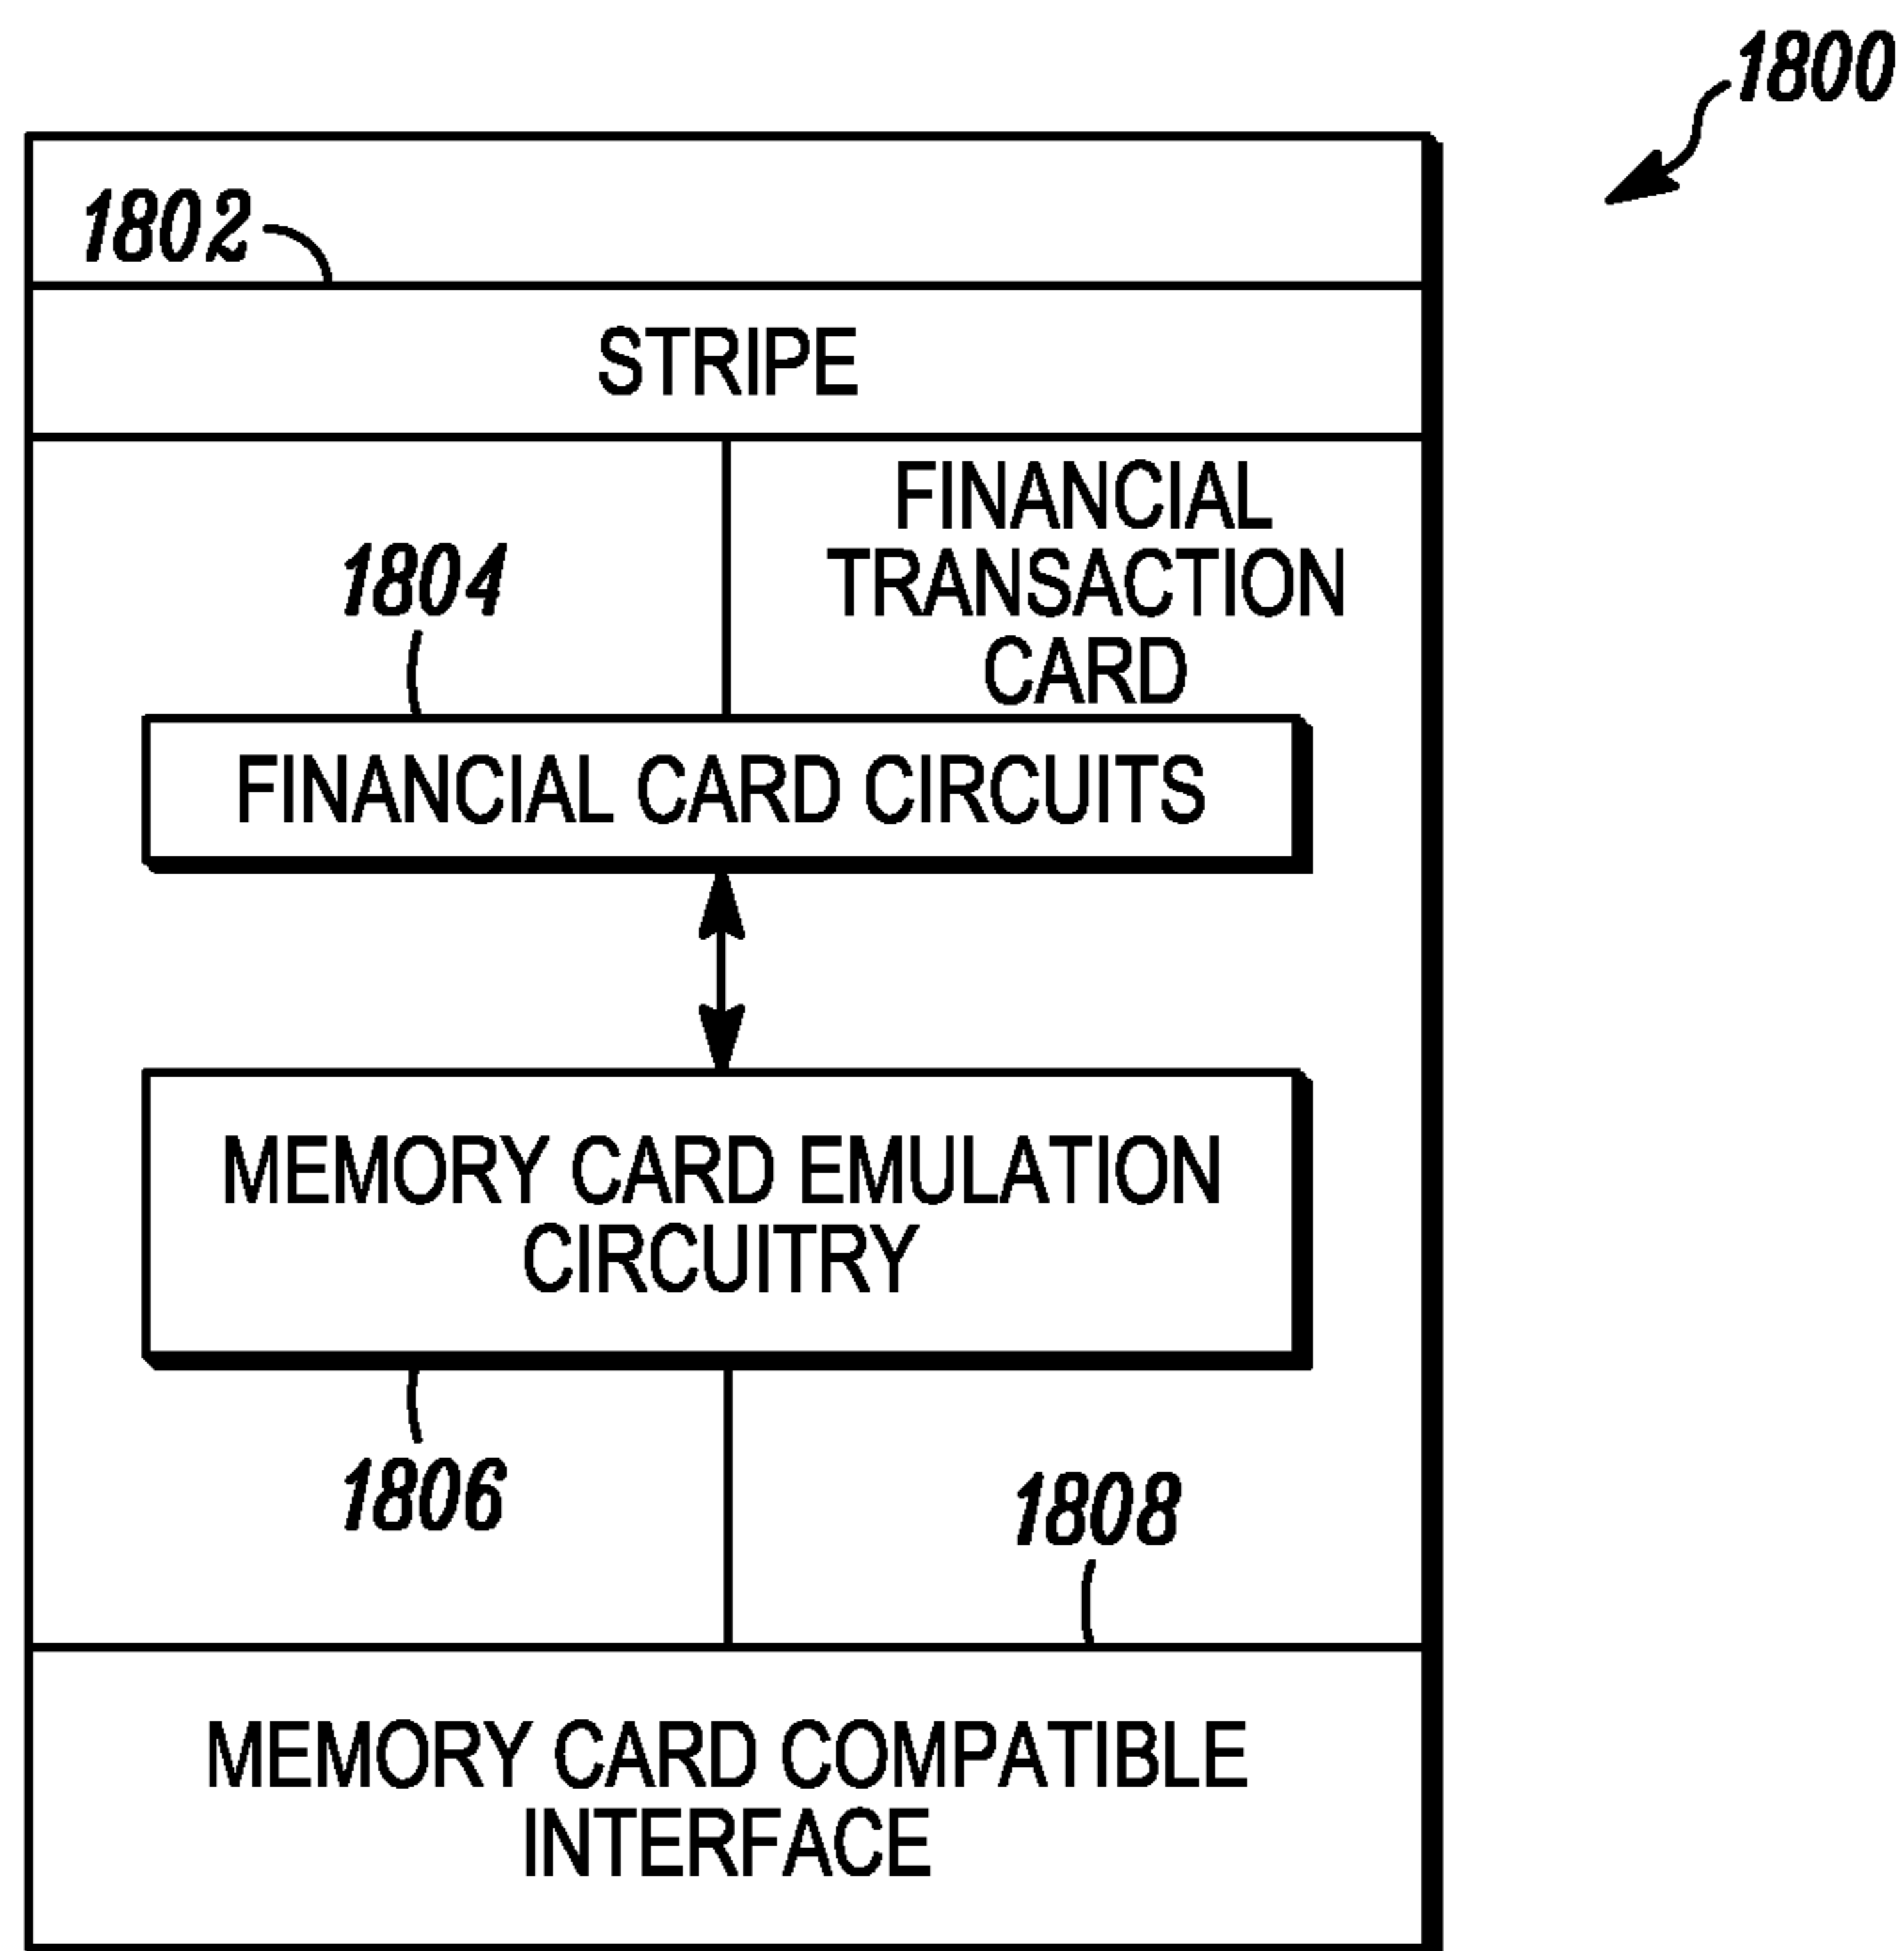 1800
1802
STRIPE
FINANCIAL
TRANSACTION
CARD
1804
FINANCIAL CARD CIRCUITS
MEMORY CARD EMULATION
CIRCUITRY
1806
1808
MEMORY CARD COMPATIBLE
INTERFACE